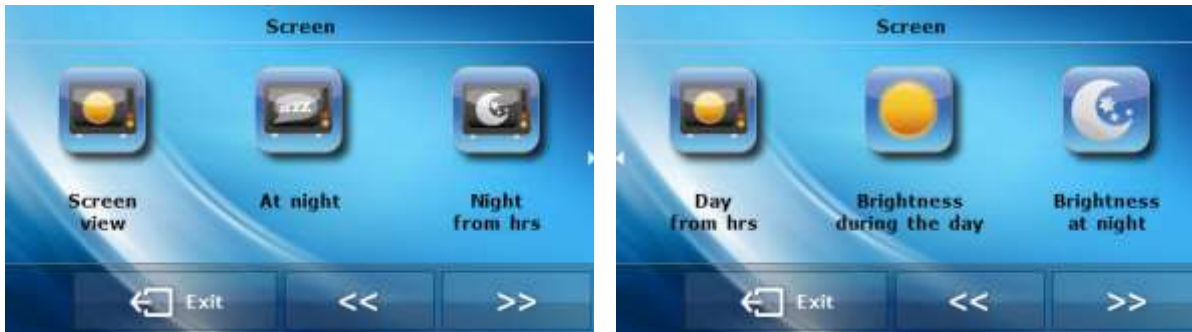 Screen
zzZ
Screen
view
At night
Night
from hrs
Exit
<<
>>
Screen
Day
from hrs
Brightness
during the day
Brightness
at night
Exit
<<
>>